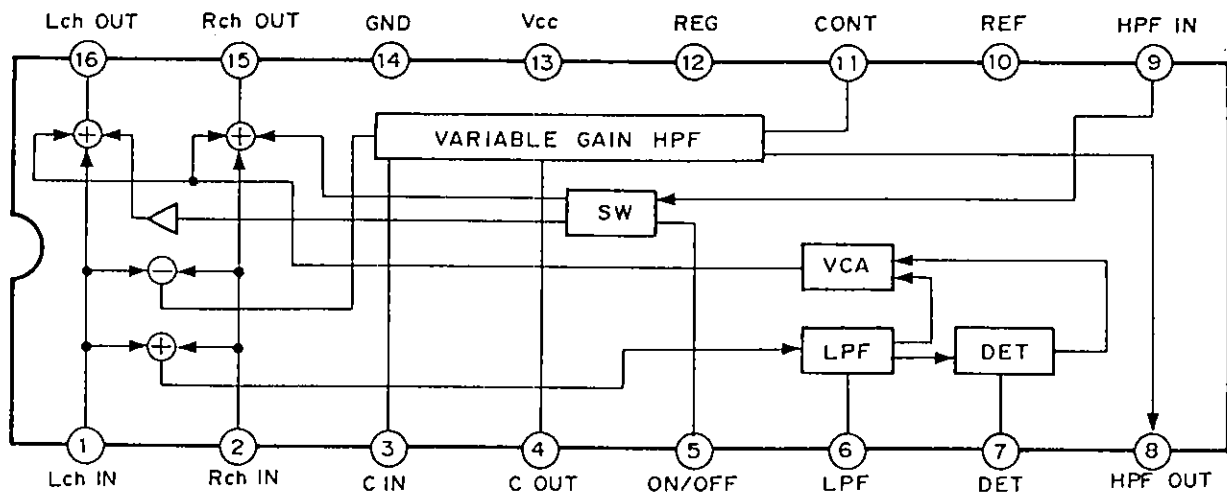 Lch OUT Rch OUT GND Vcc REG CONT REF HPF IN
16 15 14 13 12 11 10 9
+ + VARIABLE GAIN HPF
SW
− VCA
+ LPF DET
1 2 3 4 5 6 7 8
Lch IN Rch IN C IN C OUT ON/OFF LPF DET HPF OUT